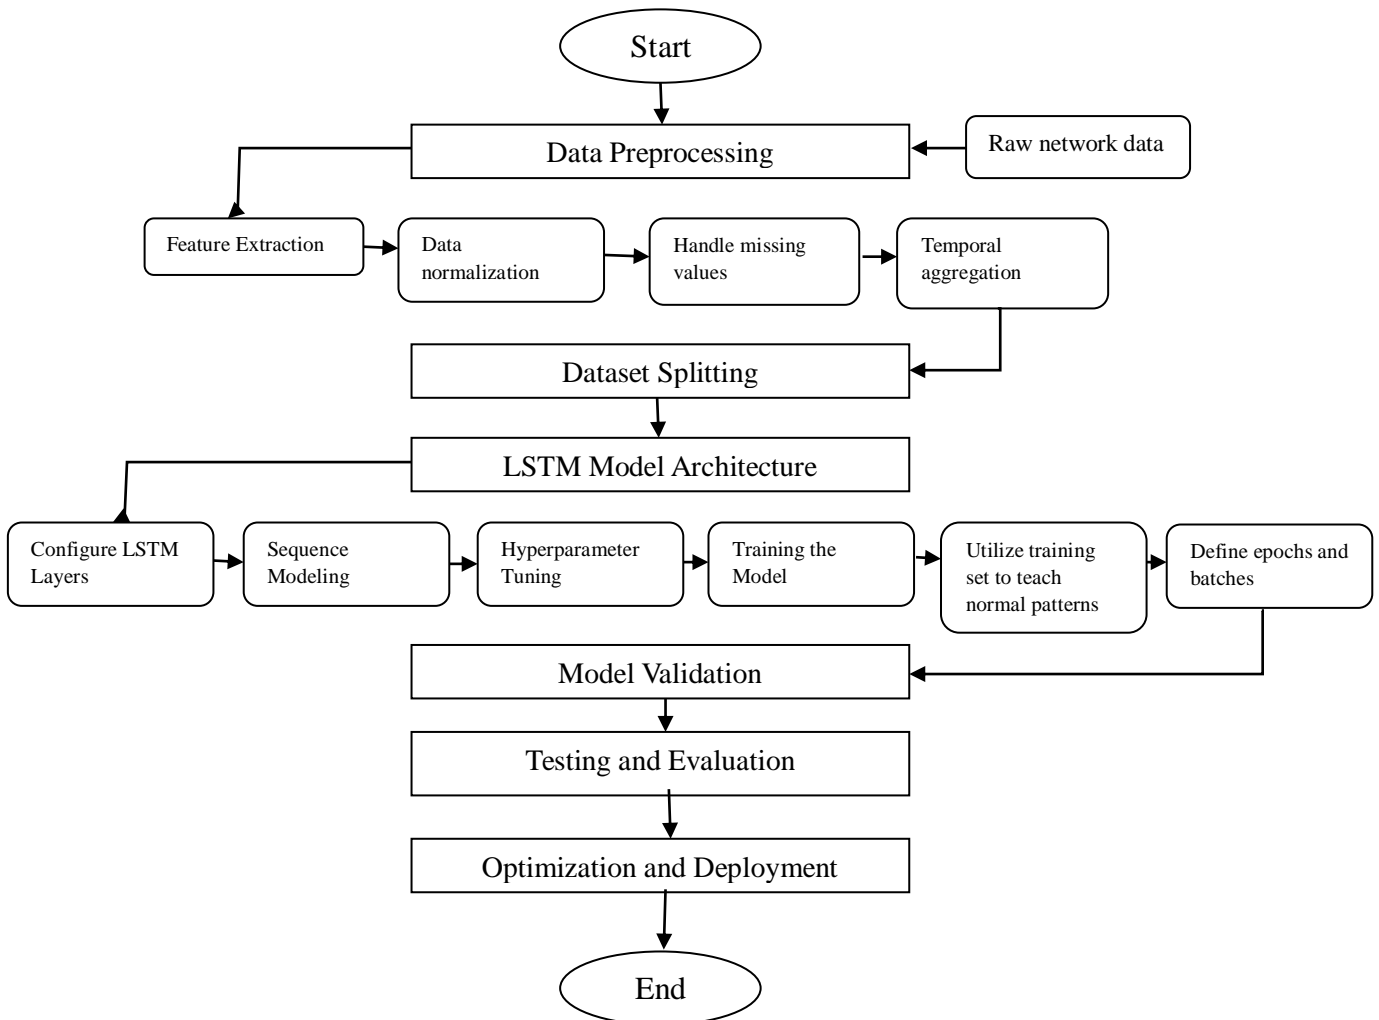 Start
Data Preprocessing
Raw network data
Feature Extraction
Data
normalization
Handle missing
values
Temporal
aggregation
Dataset Splitting
LSTM Model Architecture
Configure LSTM
Layers
Sequence
Modeling
Hyperparameter
Tuning
Training the
Model
Utilize training
set to teach
normal patterns
Define epochs and
batches
Model Validation
Testing and Evaluation
Optimization and Deployment
End